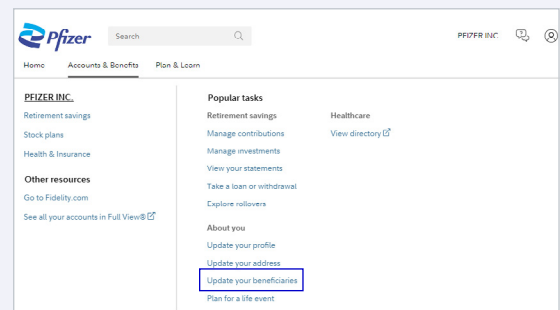 Pfizer
Search
PFIZER INC
Home Accounts & Benefits Plan & Learn
PFIZER INC.
Retirement savings
Stock plans
Health & Insurance
Other resources
Go to Fidelity.com
See all your accounts in Full View®
Popular tasks
Retirement savings
Manage contributions
Manage investments
View your statements
Take a loan or withdrawal
Explore rollovers
About you
Update your profile
Update your address
Update your beneficiaries
Plan for a life event
Healthcare
View directory